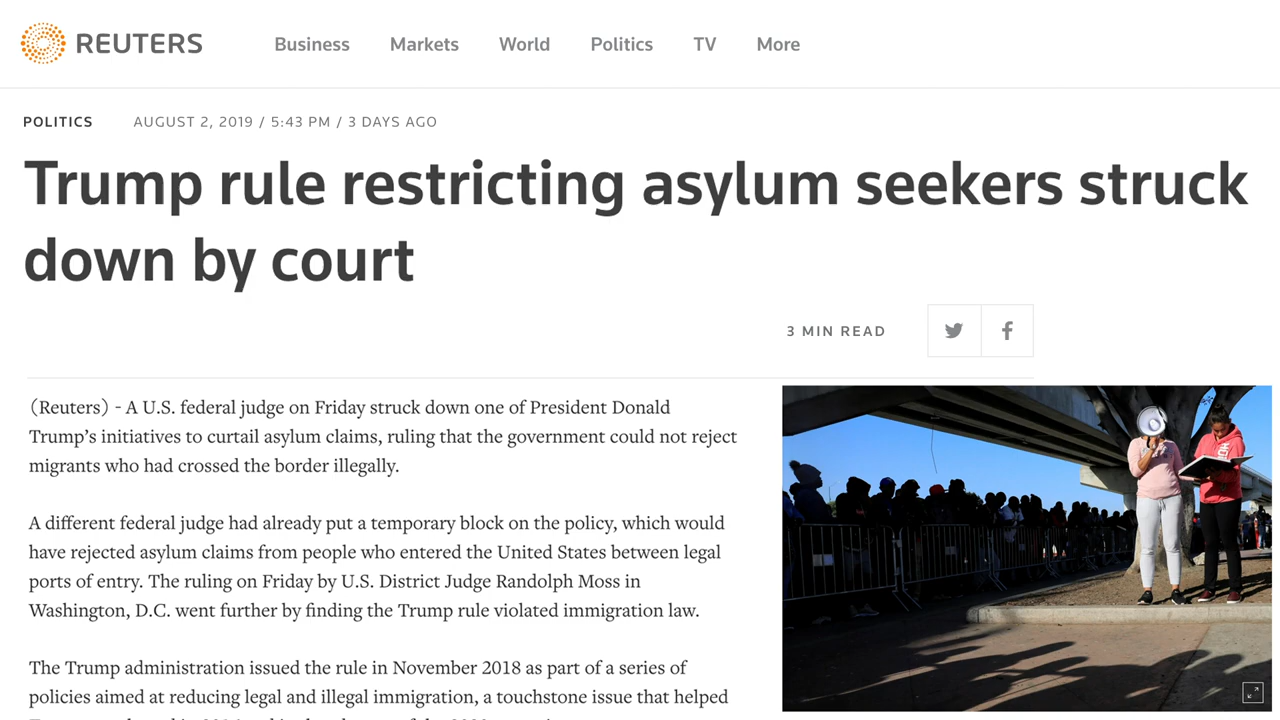 REUTERS
Business Markets World Politics TV More
POLITICS AUGUST 2, 2019 / 5:43 PM / 3 DAYS AGO
Trump rule restricting asylum seekers struck
down by court
3 MIN READ
(Reuters) - A U.S. federal judge on Friday struck down one of President Donald
Trump’s initiatives to curtail asylum claims, ruling that the government could not reject
migrants who had crossed the border illegally.
A different federal judge had already put a temporary block on the policy, which would
have rejected asylum claims from people who entered the United States between legal
ports of entry. The ruling on Friday by U.S. District Judge Randolph Moss in
Washington, D.C. went further by finding the Trump rule violated immigration law.
The Trump administration issued the rule in November 2018 as part of a series of
policies aimed at reducing legal and illegal immigration, a touchstone issue that helped